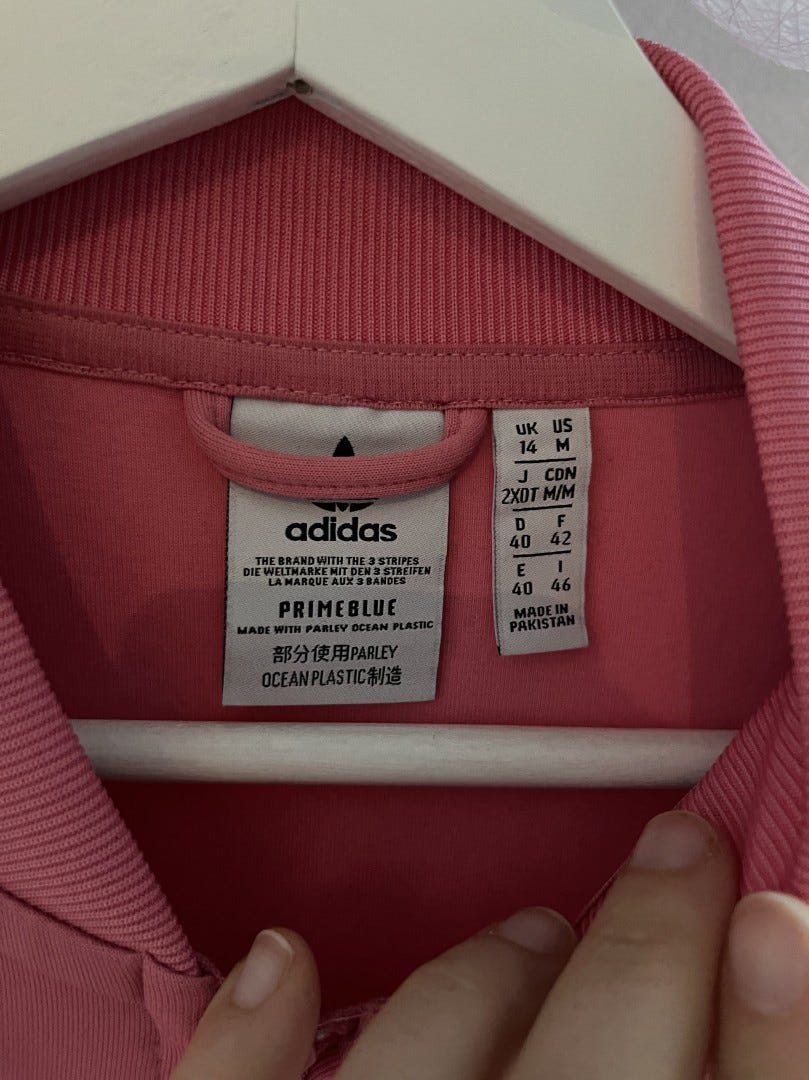 adidas
THE BRAND WITH THE 3 STRIPES
DIE WELTMARKE MIT DEN 3 STREIFEN
LA MARQUE AUX 3 BANDES
PRIMEBLUE
MADE WITH PARLEY OCEAN PLASTIC
部分使用PARLEY
OCEAN PLASTIC制造
UK US
14 M
J CDN
2XOT M/M
D F
40 42
E I
40 46
MADE IN
PAKISTAN